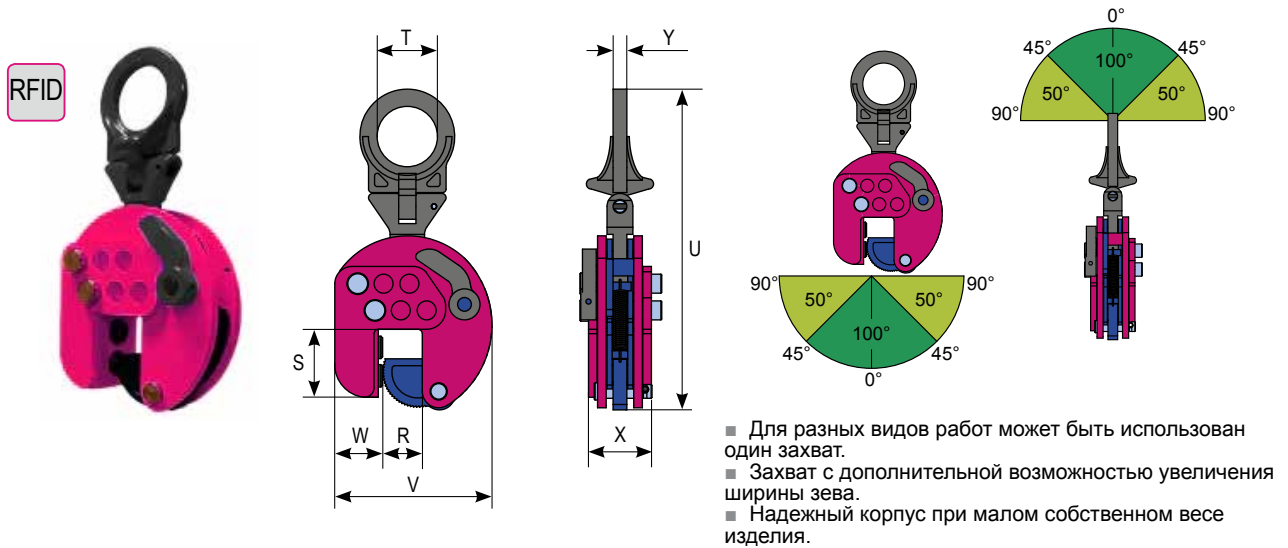 RFID
T
Y
U
S
W
R
V
X
0°
45°
45°
100°
50°
50°
90°
90°
90°
90°
50°
50°
100°
45°
45°
0°
■ Для разных видов работ может быть использован
один захват.
■ Захват с дополнительной возможностью увеличения
ширины зева.
■ Надежный корпус при малом собственном весе
изделия.